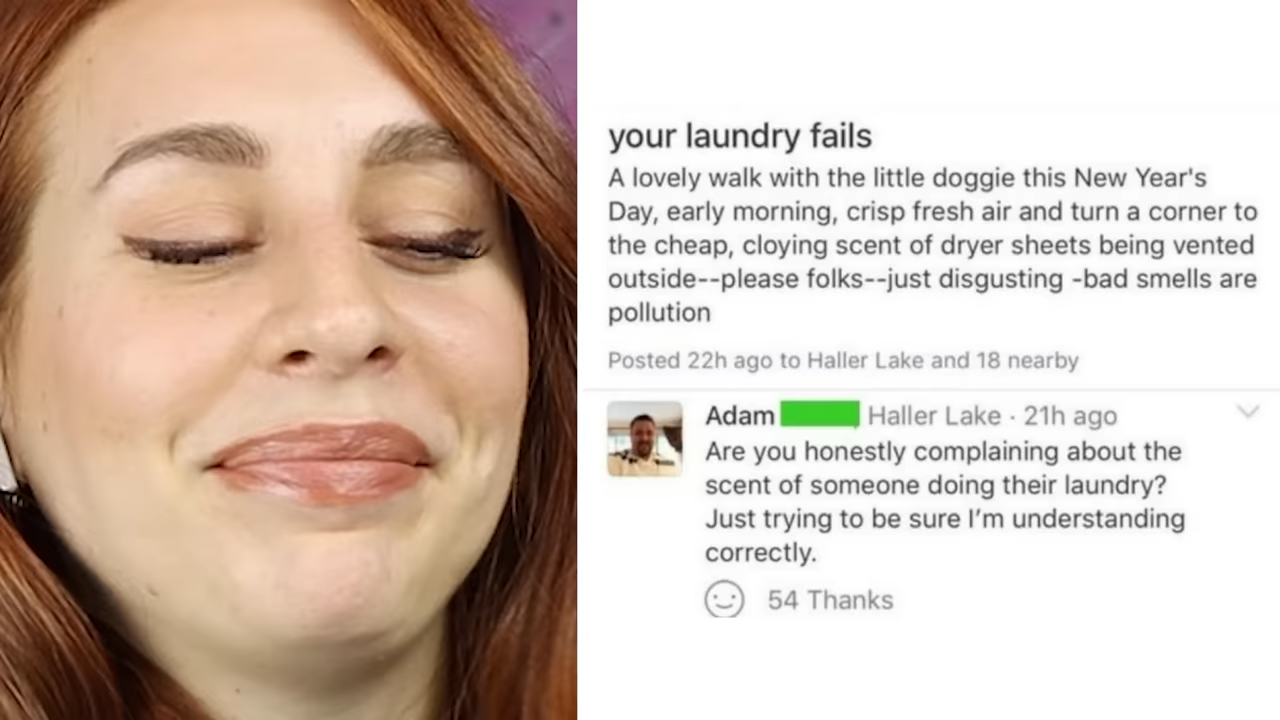 your laundry fails
A lovely walk with the little doggie this New Year's
Day, early morning, crisp fresh air and turn a corner to
the cheap, cloying scent of dryer sheets being vented
outside--please folks--just disgusting -bad smells are
pollution
Posted 22h ago to Haller Lake and 18 nearby
Adam Haller Lake · 21h ago
Are you honestly complaining about the
scent of someone doing their laundry?
Just trying to be sure I'm understanding
correctly.
54 Thanks